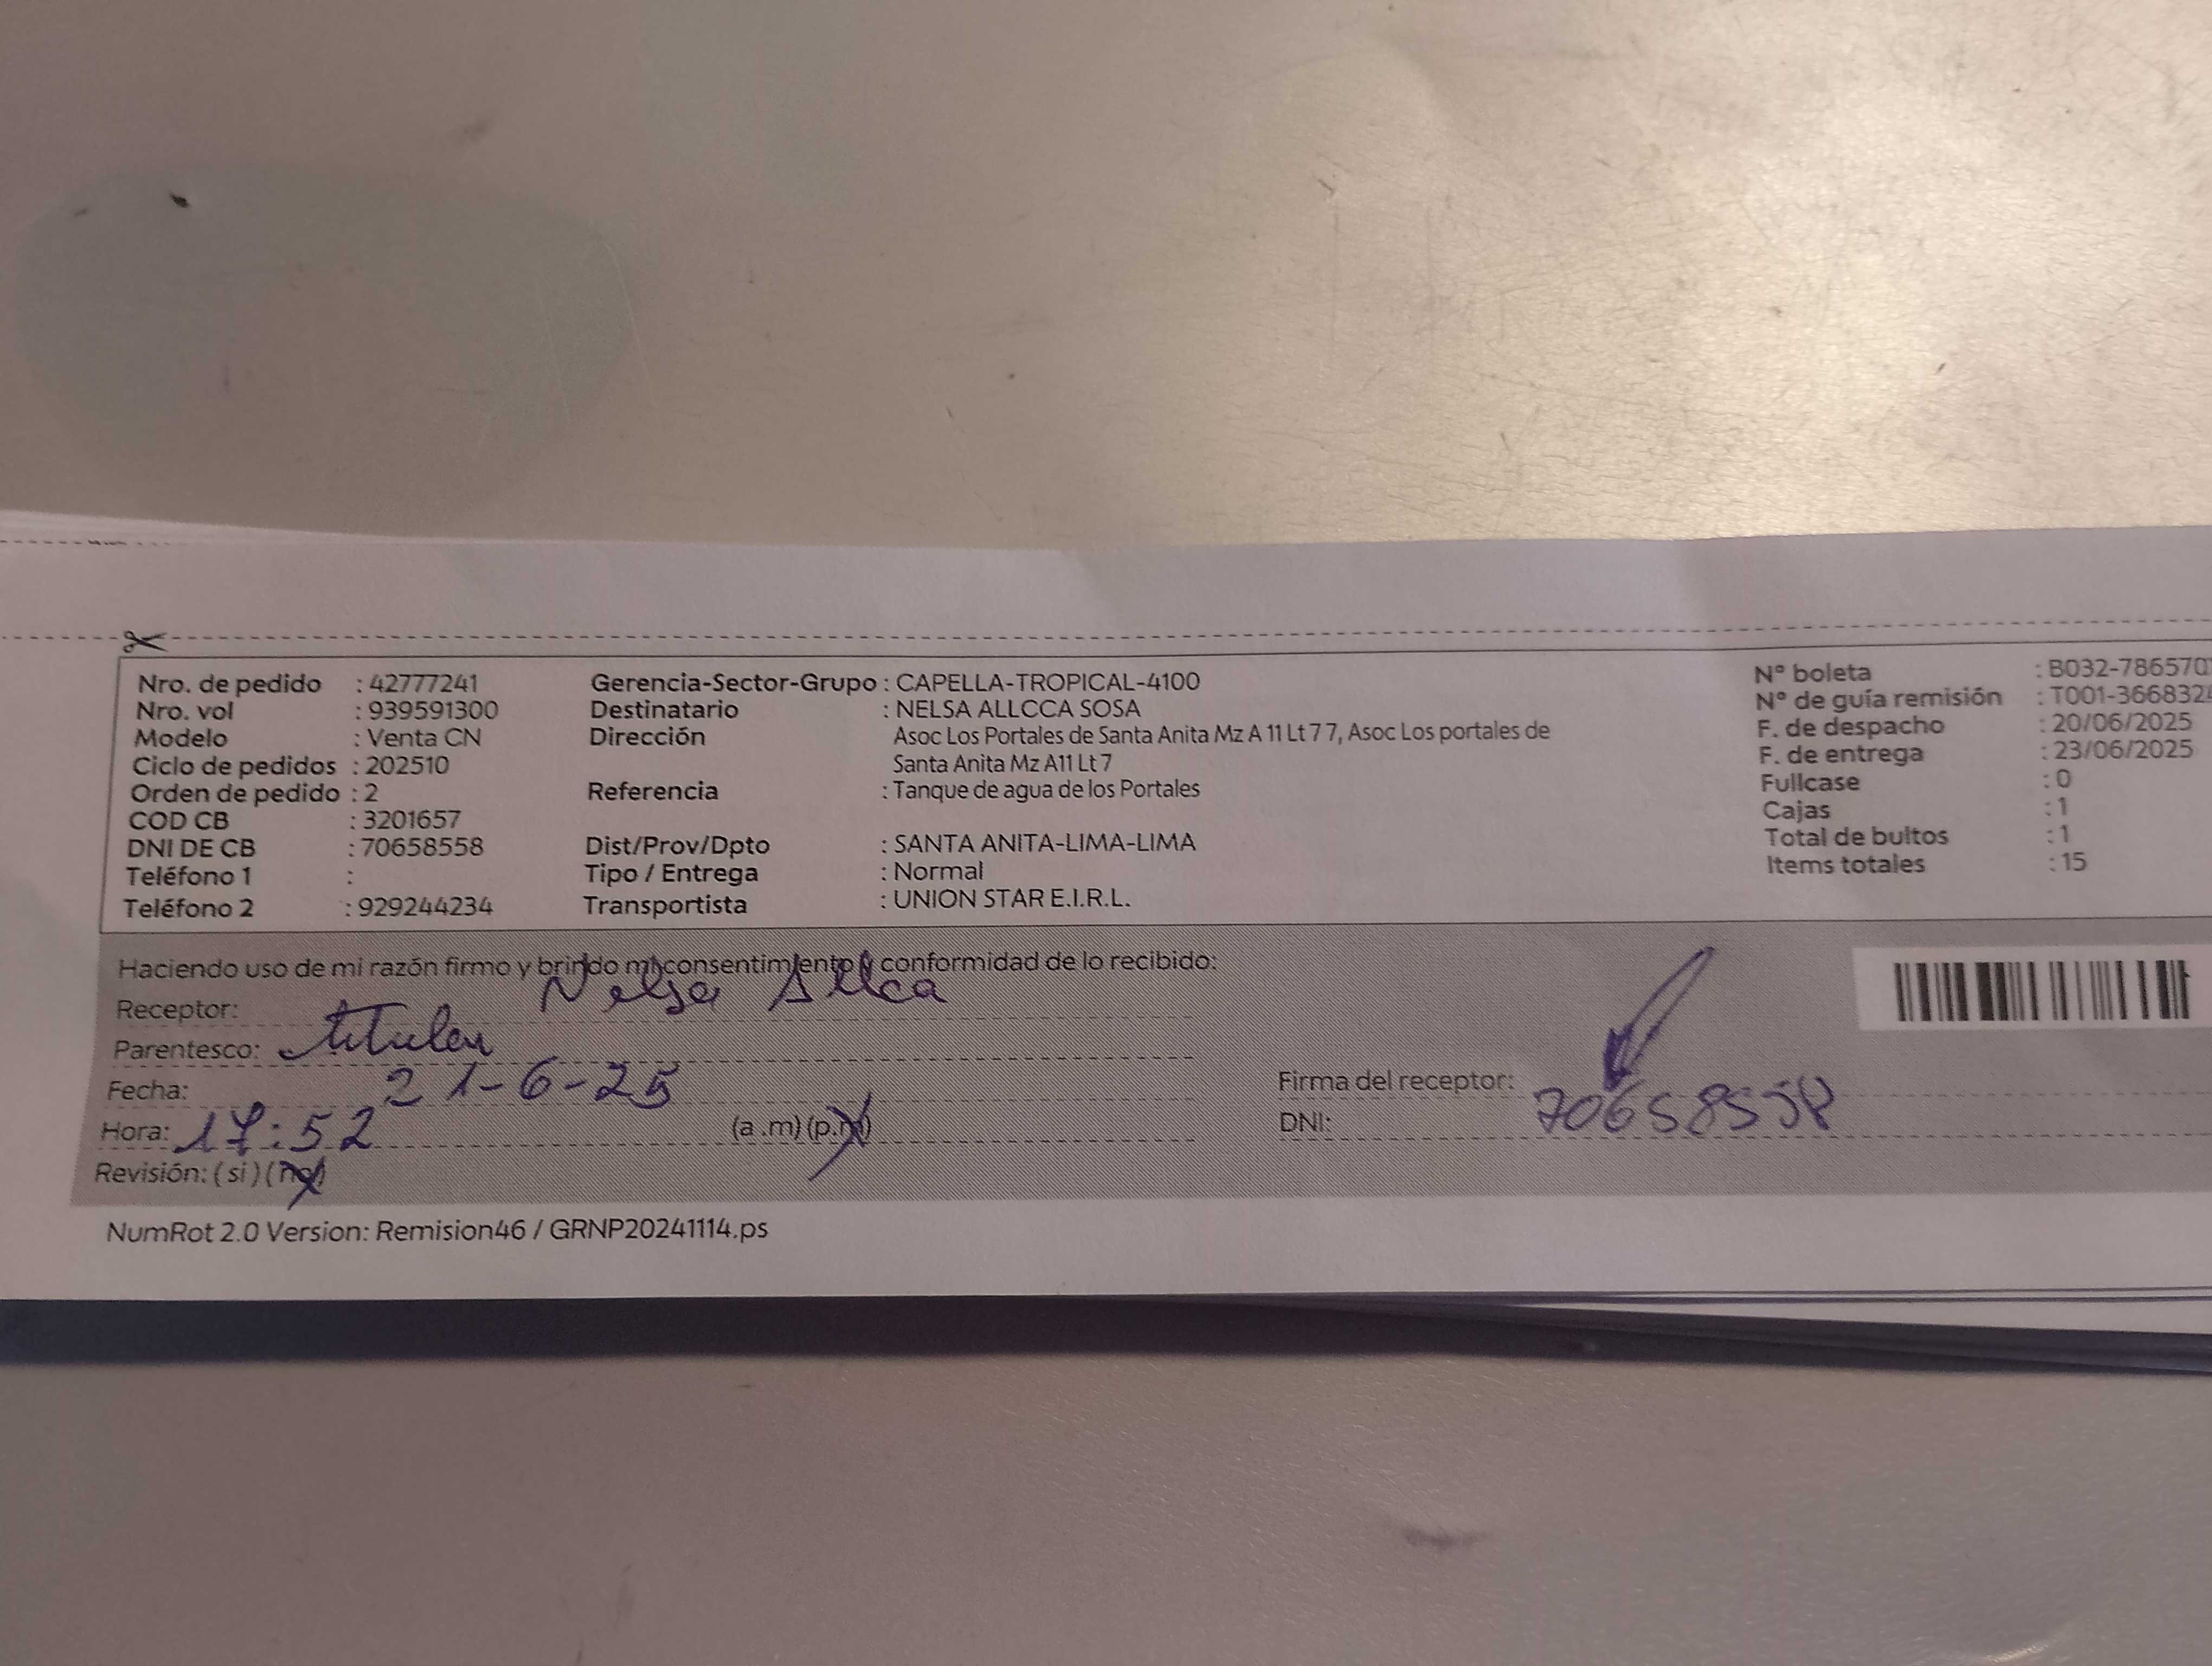 Nro. de pedido : 42777241 Gerencia-Sector-Grupo : CAPELLA-TROPICAL-4100 Nº boleta : B032-786570
Nro. vol : 939591300 Destinatario : NELSA ALLCCA SOSA Nº de guía remisión : T001-366832
Modelo : Venta CN Dirección Asoc Los Portales de Santa Anita Mz A 11 Lt 7 7, Asoc Los portales de F. de despacho : 20/06/2025
Ciclo de pedidos : 202510 Santa Anita Mz A11 Lt 7 F. de entrega : 23/06/2025
Orden de pedido : 2 Referencia : Tanque de agua de los Portales Fullcase : 0
COD CB : 3201657 Cajas : 1
DNI DE CB : 70658558 Dist/Prov/Dpto : SANTA ANITA-LIMA-LIMA Total de bultos : 1
Teléfono 1 : Tipo / Entrega : Normal Items totales : 15
Teléfono 2 : 929244234 Transportista : UNION STAR E.I.R.L.
Haciendo uso de mi razón firmo y brindo mi consentimiento y conformidad de lo recibido:
Receptor: Nelsa Allca
Parentesco: titular
Fecha: 21-6-25 Firma del receptor:
Hora: 17:52 (a.m) (p.m) DNI: 70658558
Revisión: ( si ) ( no )
NumRot 2.0 Version: Remision46 / GRNP20241114.ps